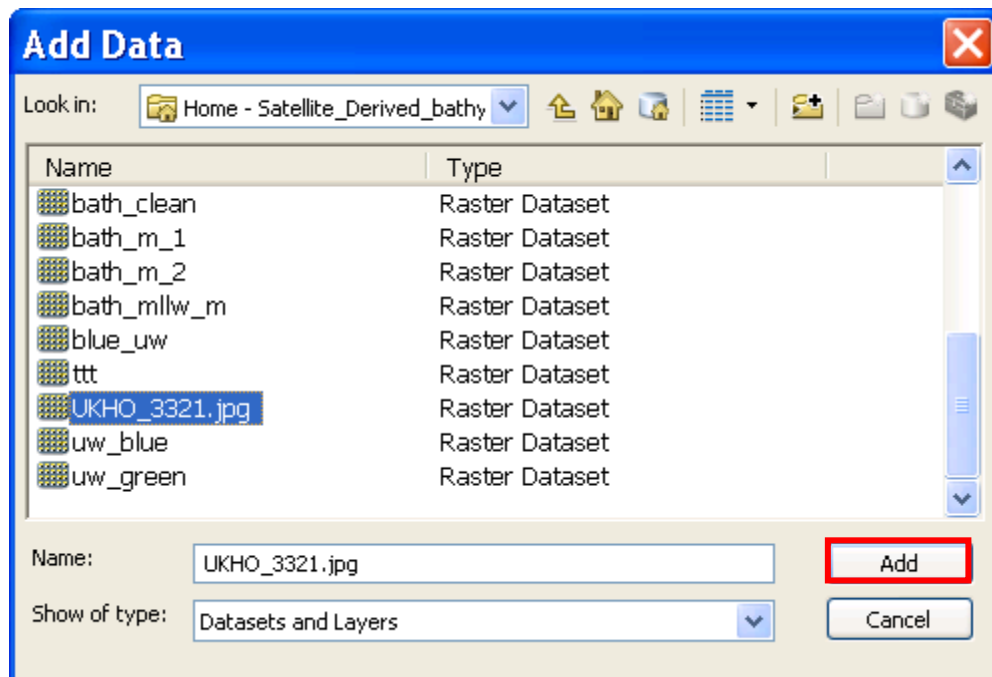 Add Data
Look in: Home - Satellite_Derived_bathy
Name Type
bath_clean Raster Dataset
bath_m_1 Raster Dataset
bath_m_2 Raster Dataset
bath_mllw_m Raster Dataset
blue_uw Raster Dataset
ttt Raster Dataset
UKHO_3321.jpg Raster Dataset
uw_blue Raster Dataset
uw_green Raster Dataset
Name: UKHO_3321.jpg Add
Show of type: Datasets and Layers Cancel